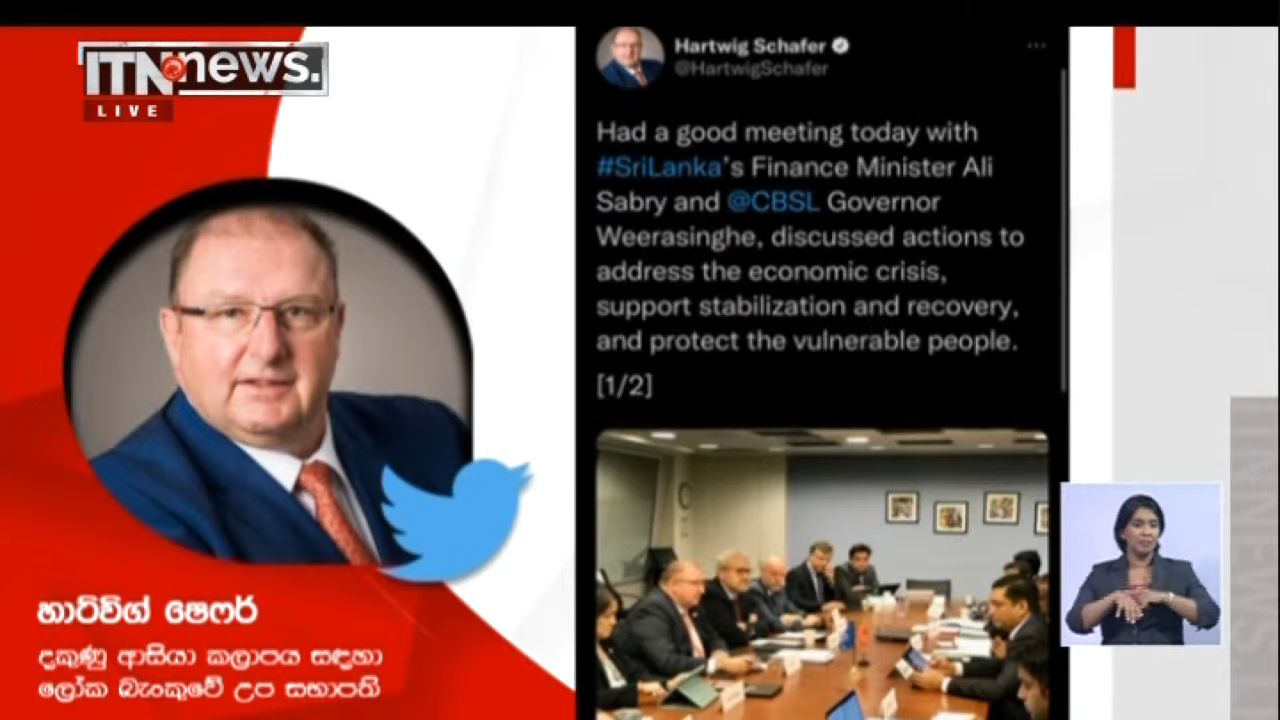 ITN news.
LIVE
Hartwig Schafer
@HartwigSchafer
Had a good meeting today with
#SriLanka's Finance Minister Ali
Sabry and @CBSL Governor
Weerasinghe, discussed actions to
address the economic crisis,
support stabilization and recovery,
and protect the vulnerable people.
[1/2]
හාට්විග් ෂෙෆර්
දකුණු ආසියා කලාපය සඳහා
ලෝක බැංකුවේ උප සභාපති